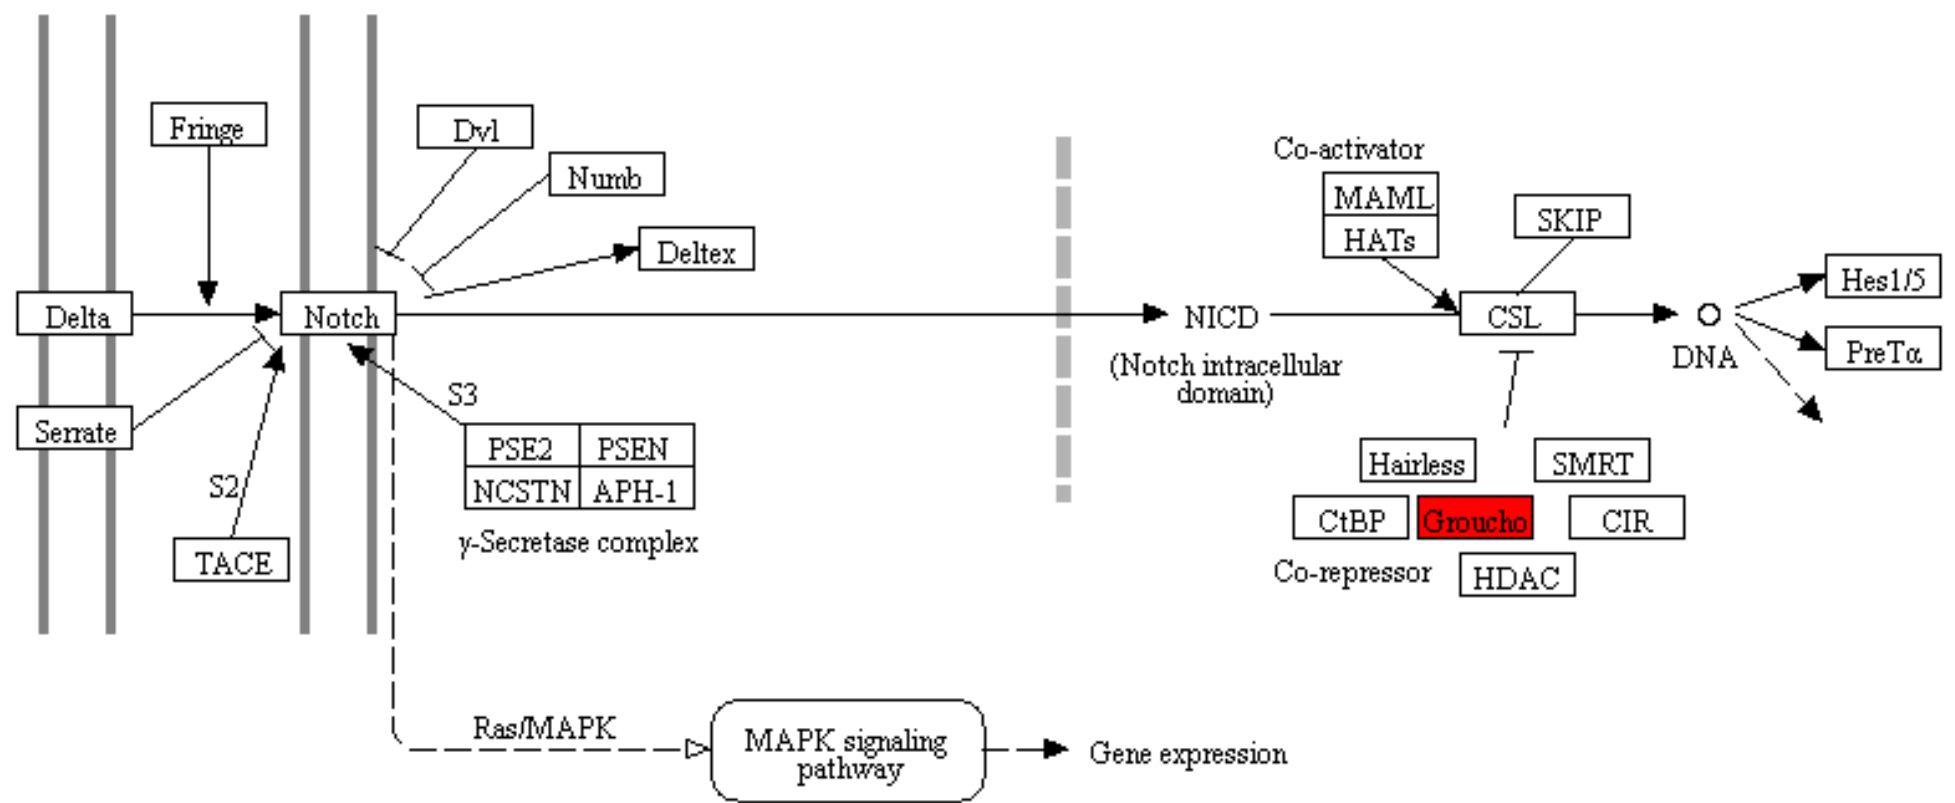 Fringe
Dvl
Numb
Deltex
Delta
Notch
Serrate
S2
TACE
S3
PSE2
PSEN
NCSTN
APH-1
γ-Secretase complex
NICD
(Notch intracellular
domain)
Co-activator
MAML
HATs
SKIP
CSL
DNA
Hes1/5
PreTα
Hairless
SMRT
CtBP
Groucho
CIR
Co-repressor
HDAC
Ras/MAPK
MAPK signaling
pathway
Gene expression